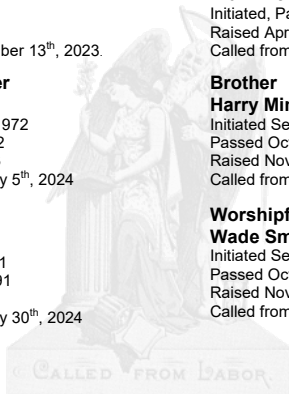 Initiated, Pa
Raised Apr
ber 13th, 2023.
Called from
er
Brother
Harry Min
972
Initiated Se
2
Passed Oc
Raised Nov
y 5th, 2024
Called from
Worshipf
Wade Sm
1
Initiated Se
91
Passed Oc
Raised Nov
y 30th, 2024
Called from
CALLED FROM LABOR.